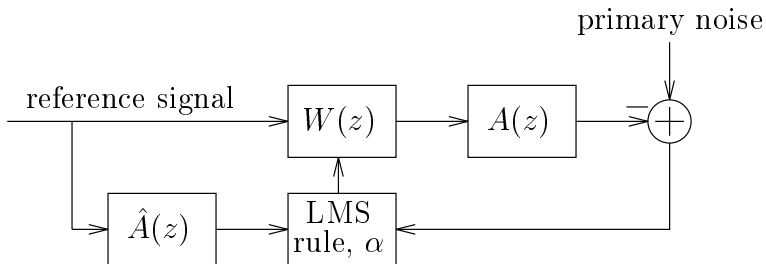 primary noise
reference signal
W(z)
A(z)
−
+
Â(z)
LMS
rule, α